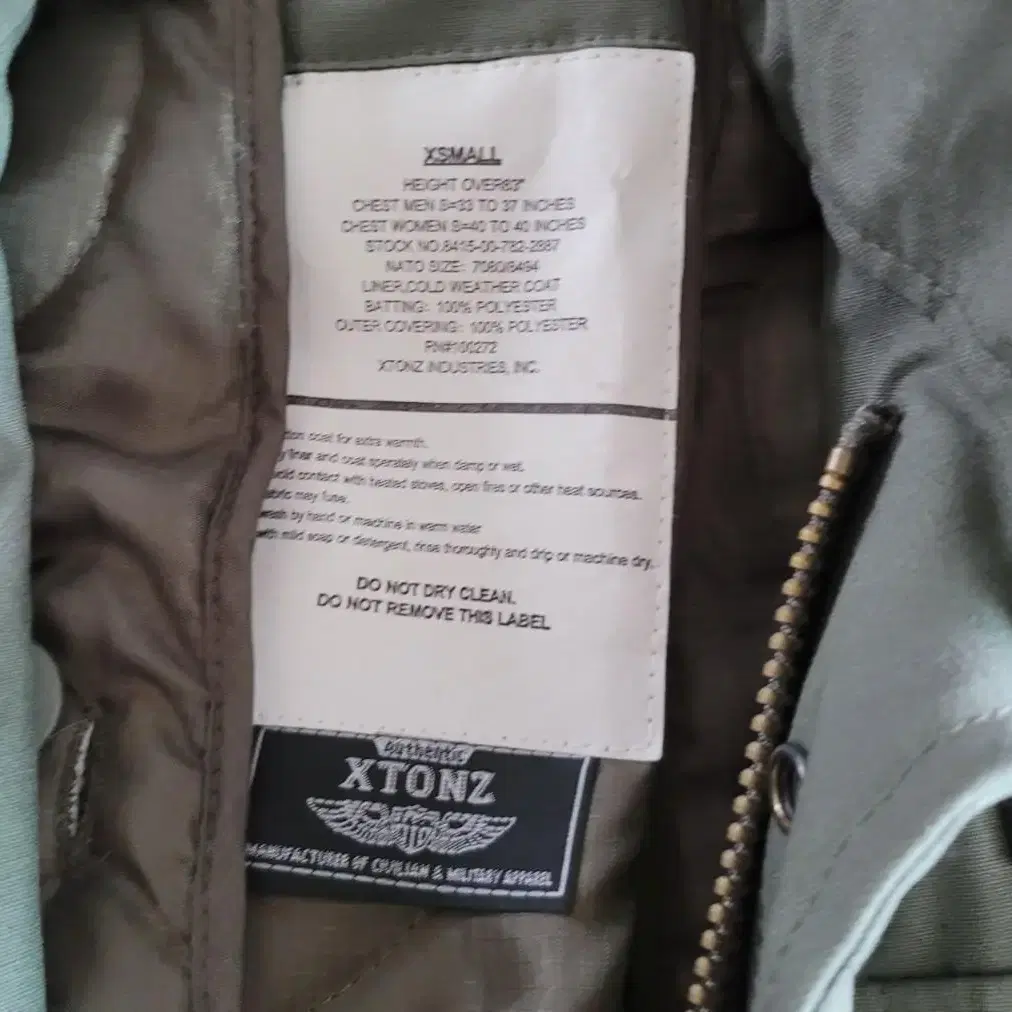 XSMALL
HEIGHT OVER63"
CHEST MEN S=33 TO 37 INCHES
CHEST WOMEN S=40 TO 40 INCHES
STOCK NO.8415-00-782-2887
NATO SIZE: 7080/8494
LINER,COLD WEATHER COAT
BATTING: 100% POLYESTER
OUTER COVERING: 100% POLYESTER
RN#100272
XTONZ INDUSTRIES, INC.
coat for extra warmth.
liner and coat sperately when damp or wet.
contact with heated stoves, open fires or other heat sources.
may fuse.
by hand or machine in warm water
with mild soap or detergent, rinse thoroughly and drip or machine dry.
DO NOT DRY CLEAN.
DO NOT REMOVE THIS LABEL
Authentic
XTONZ
MANUFACTURER OF CIVILIAN & MILITARY APPAREL